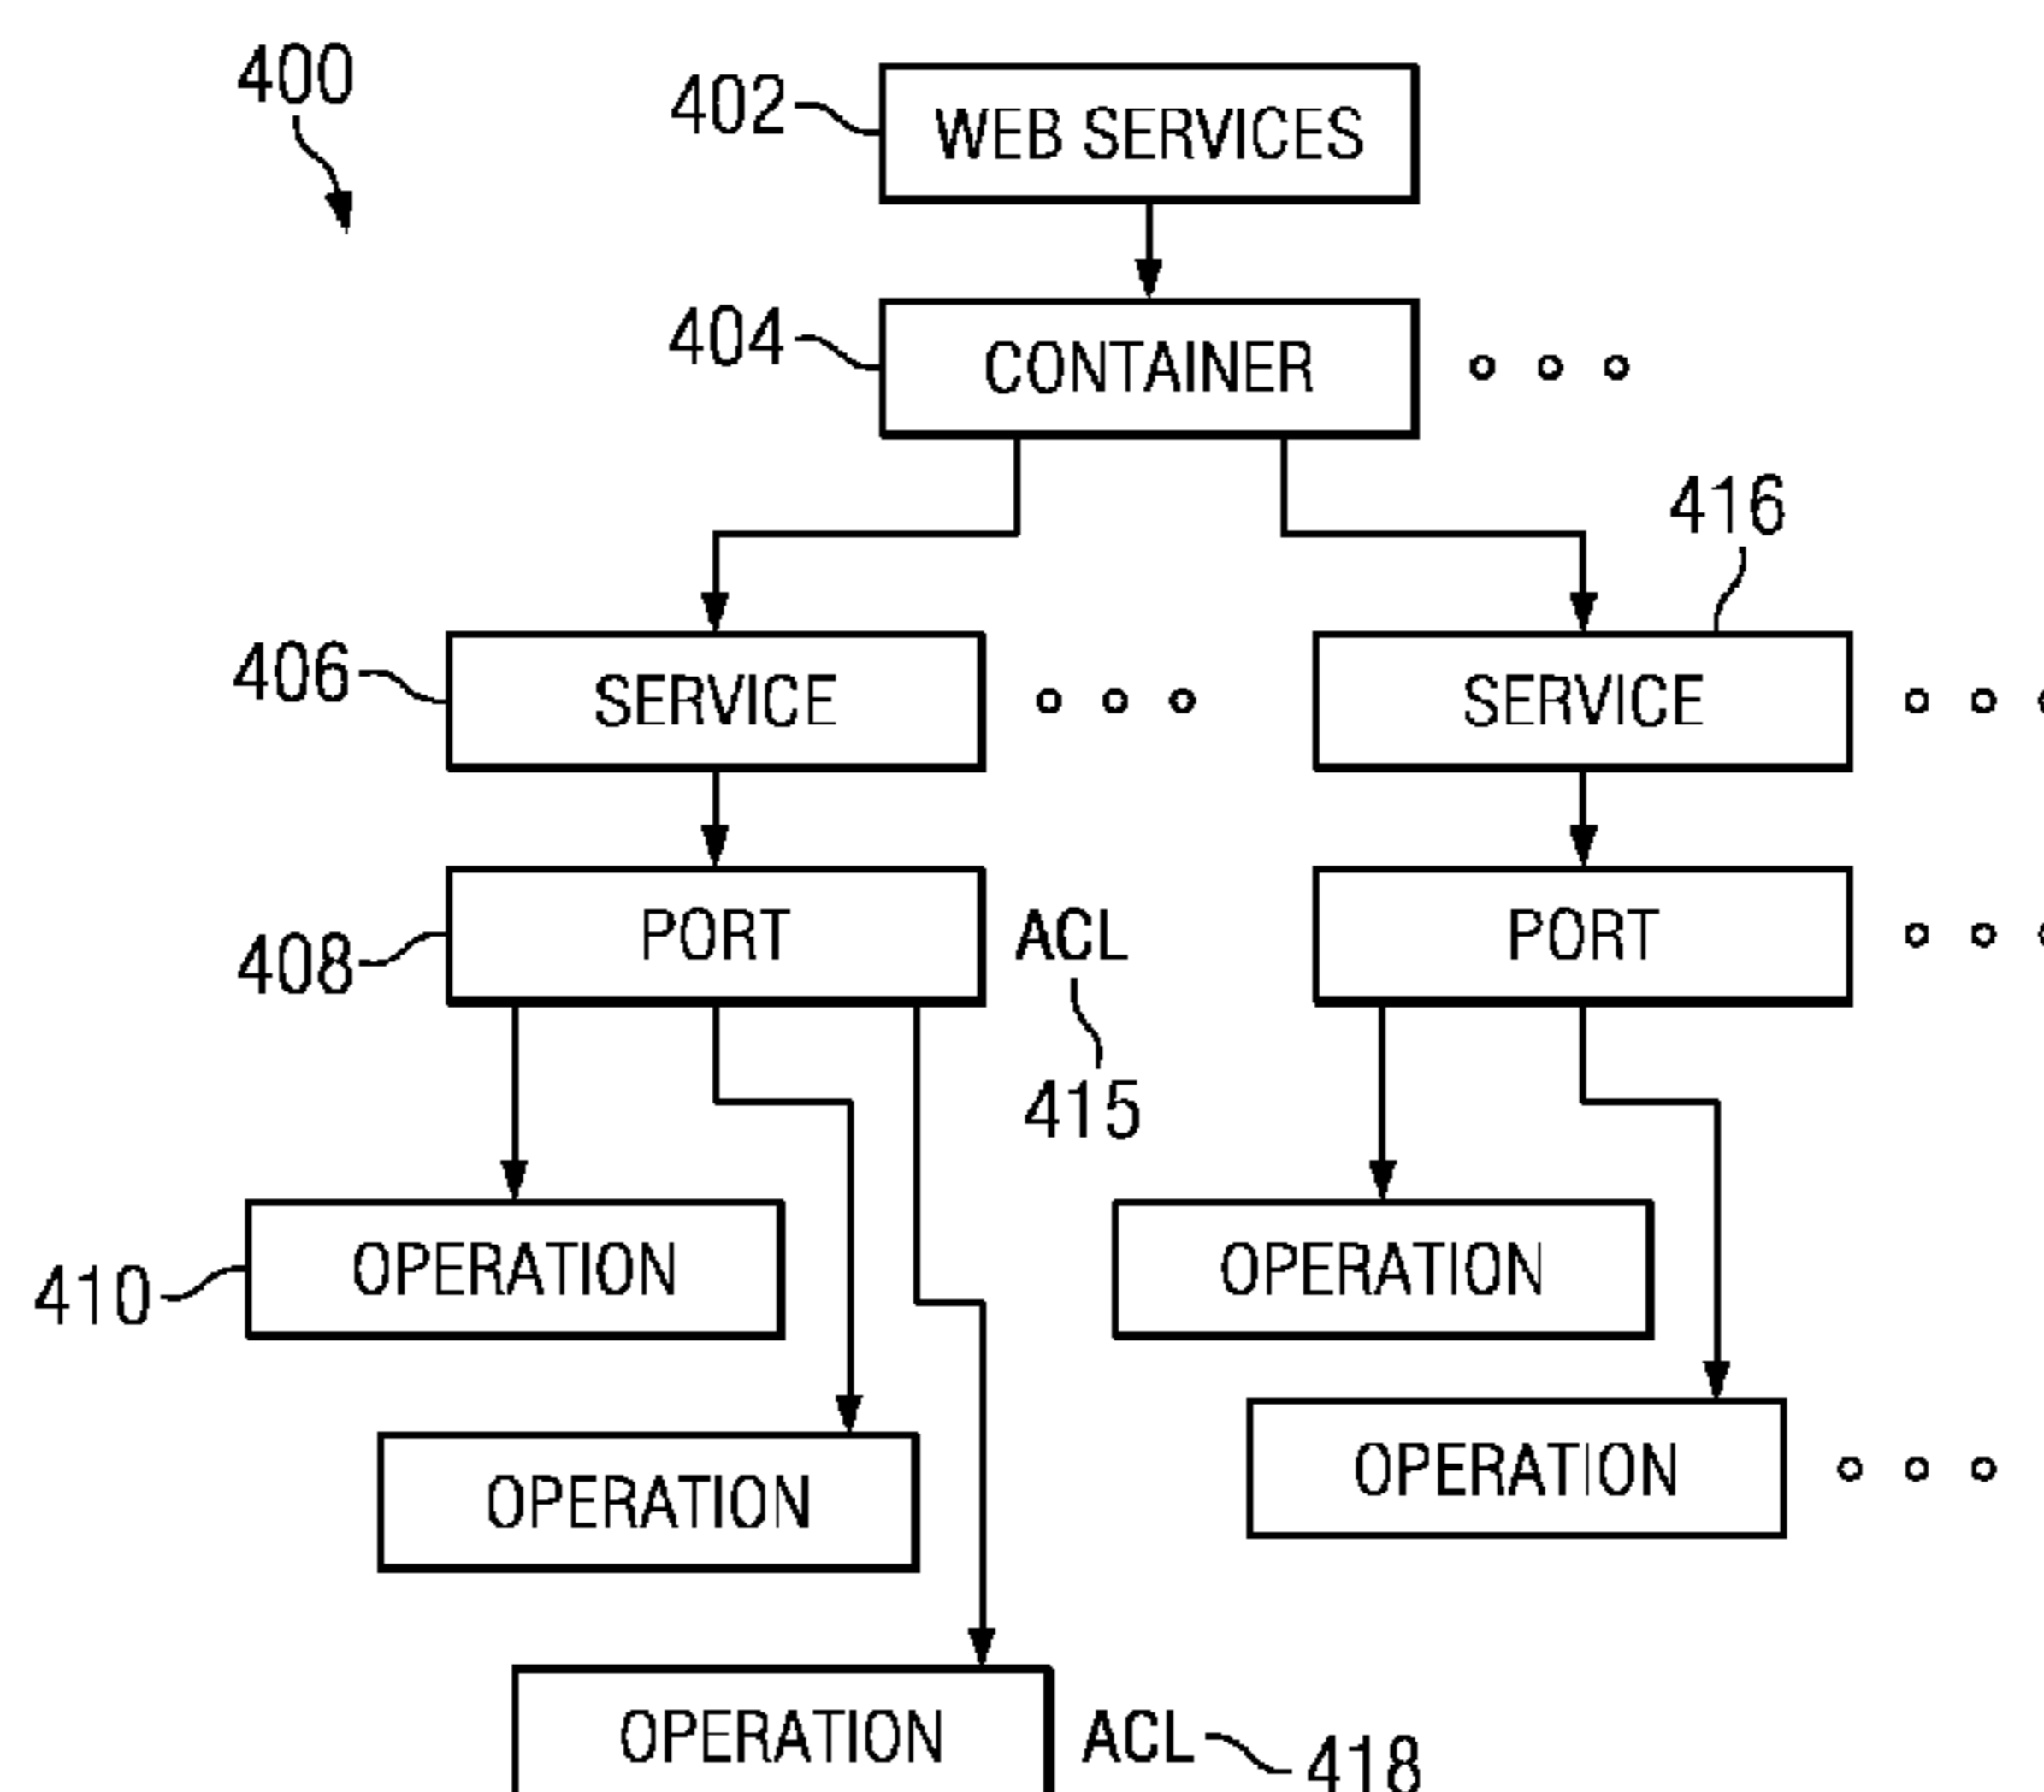 400
402 WEB SERVICES
404 CONTAINER
416
406 SERVICE SERVICE
408 PORT ACL PORT
415
410 OPERATION OPERATION
OPERATION OPERATION
OPERATION ACL 418